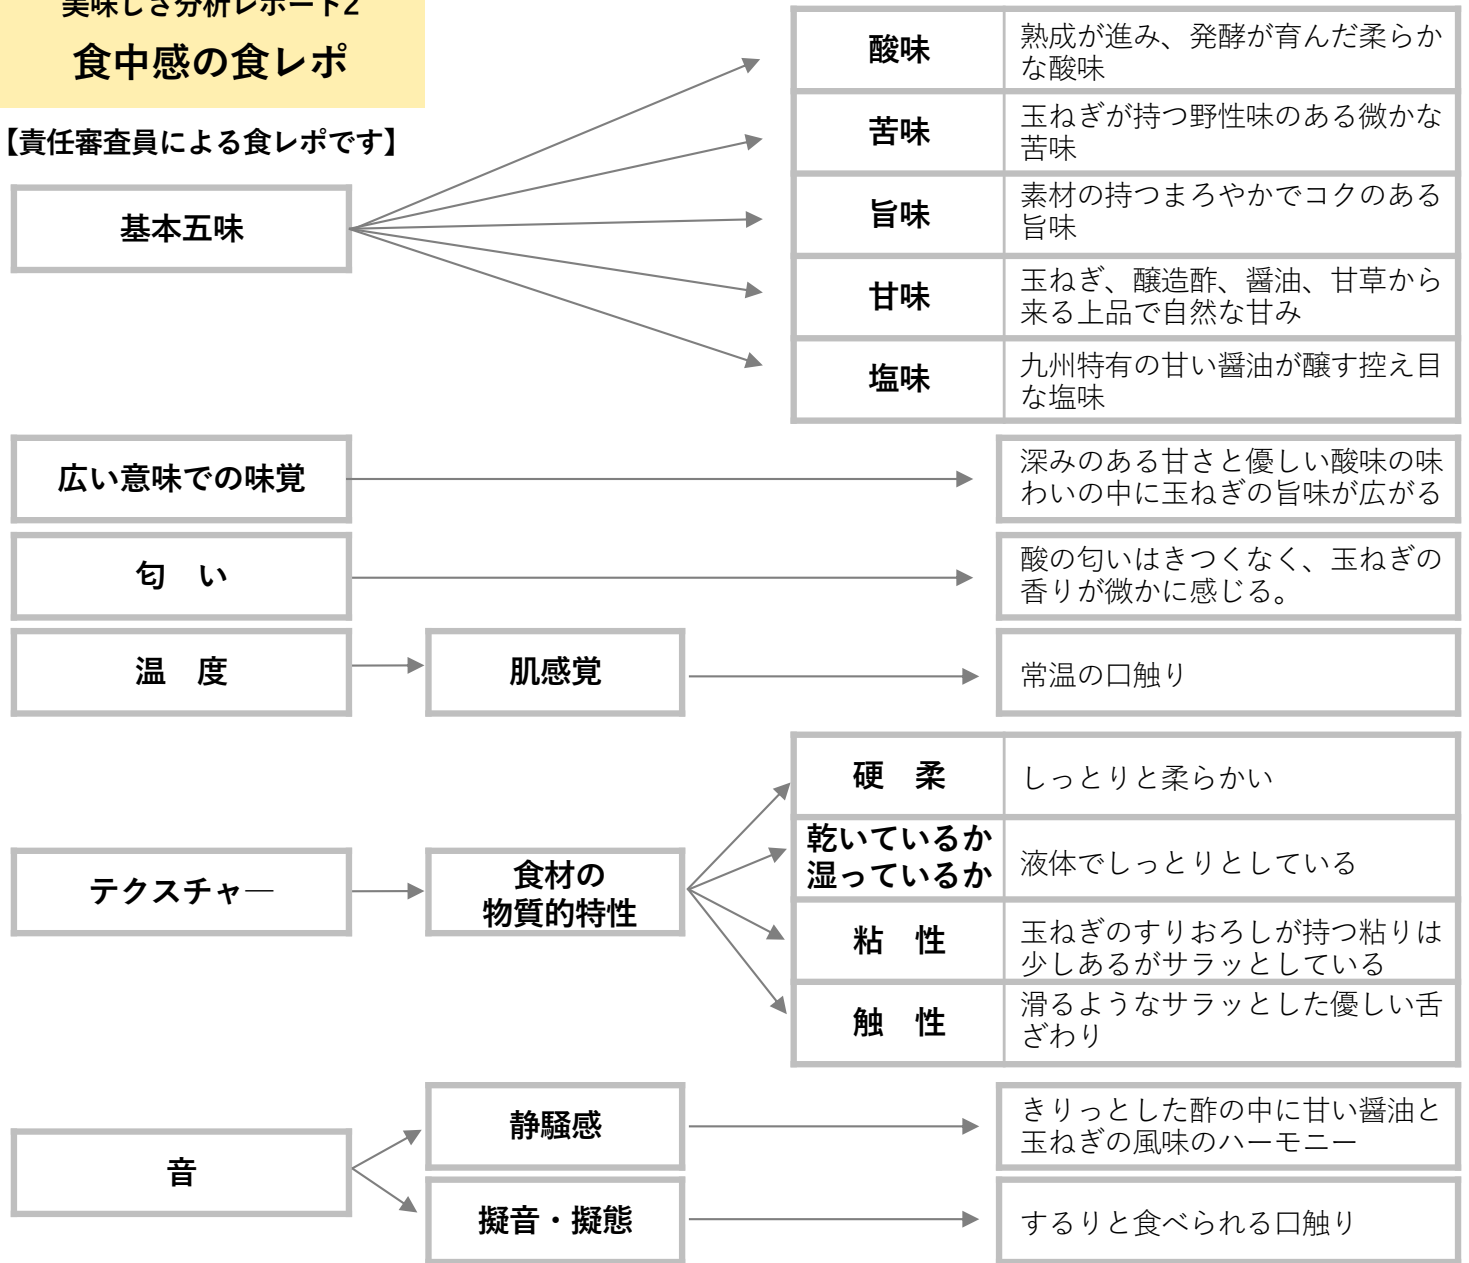 美味しさ分析レポート2
食中感の食レポ
【責任審査員による食レポです】
基本五味
酸味
熟成が進み、発酵が育んだ柔らか
な酸味
苦味
玉ねぎが持つ野性味のある微かな
苦味
旨味
素材の持つまろやかでコクのある
旨味
甘味
玉ねぎ、醸造酢、醤油、甘草から
来る上品で自然な甘み
塩味
九州特有の甘い醤油が醸す控え目
な塩味
広い意味での味覚
深みのある甘さと優しい酸味の味
わいの中に玉ねぎの旨味が広がる
匂　い
酸の匂いはきつくなく、玉ねぎの
香りが微かに感じる。
温　度
肌感覚
常温の口触り
テクスチャ―
食材の
物質的特性
硬　柔
しっとりと柔らかい
乾いているか
湿っているか
液体でしっとりとしている
粘　性
玉ねぎのすりおろしが持つ粘りは
少しあるがサラッとしている
触　性
滑るようなサラッとした優しい舌
ざわり
音
静騒感
きりっとした酢の中に甘い醤油と
玉ねぎの風味のハーモニー
擬音・擬態
するりと食べられる口触り